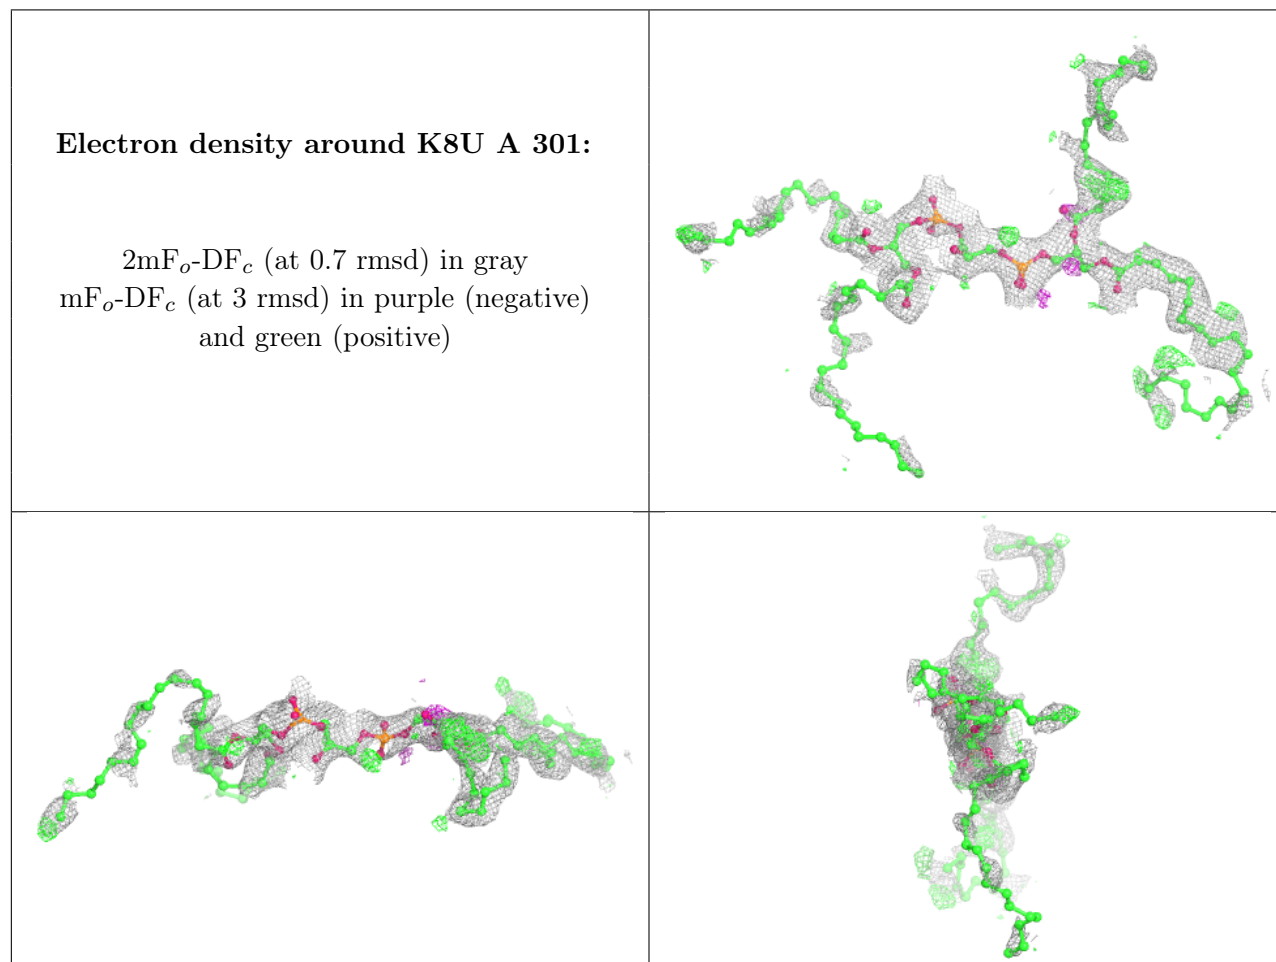 Electron density around K8U A 301:
2mFo-DFc (at 0.7 rmsd) in gray
mFo-DFc (at 3 rmsd) in purple (negative)
and green (positive)